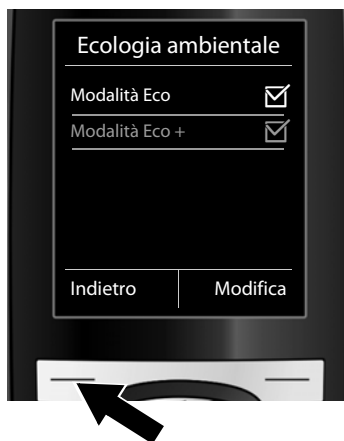 Ecologia ambientale
Modalità Eco
Modalità Eco +
Indietro Modifica